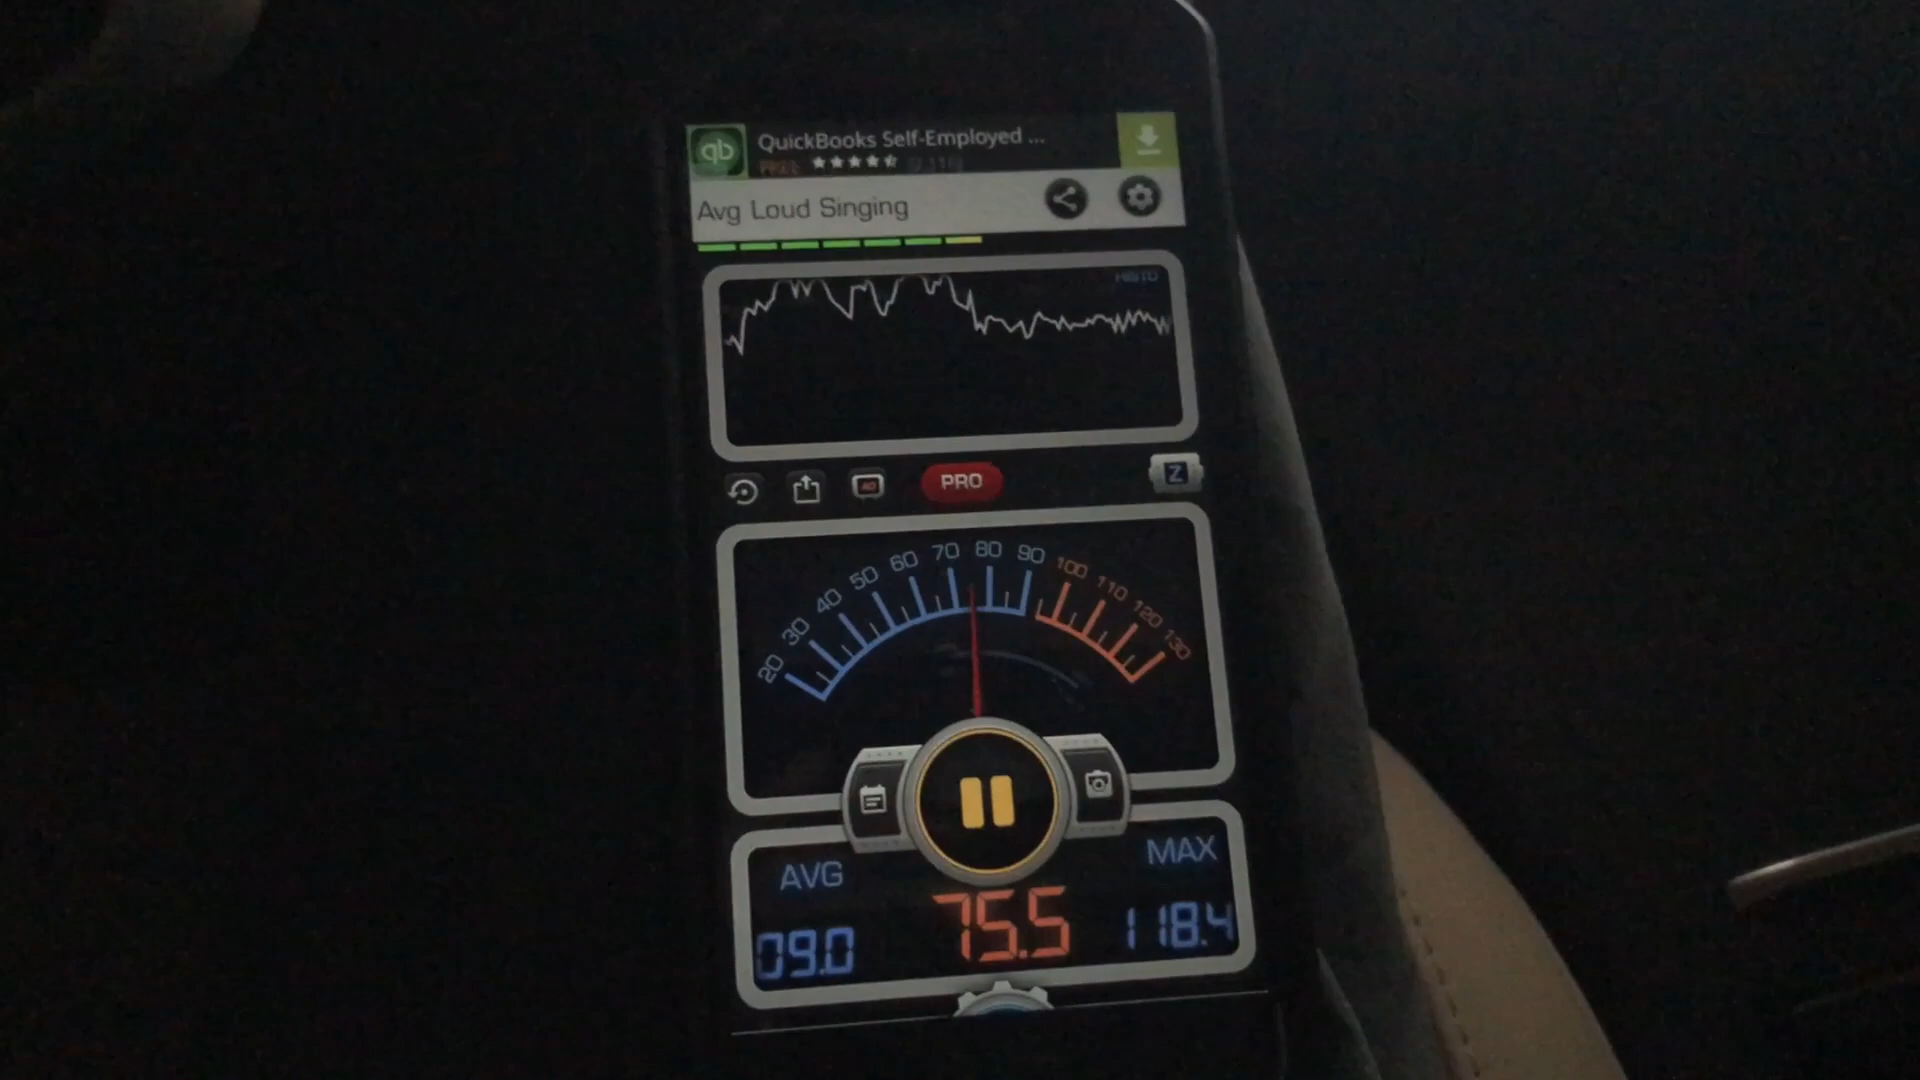 qb
QuickBooks Self-Employed ...
FREE
Avg Loud Singing
PRO
Z
20 30 40 50 60 70 80 90 100 110 120 130
AVG
MAX
09.0
75.5
118.4